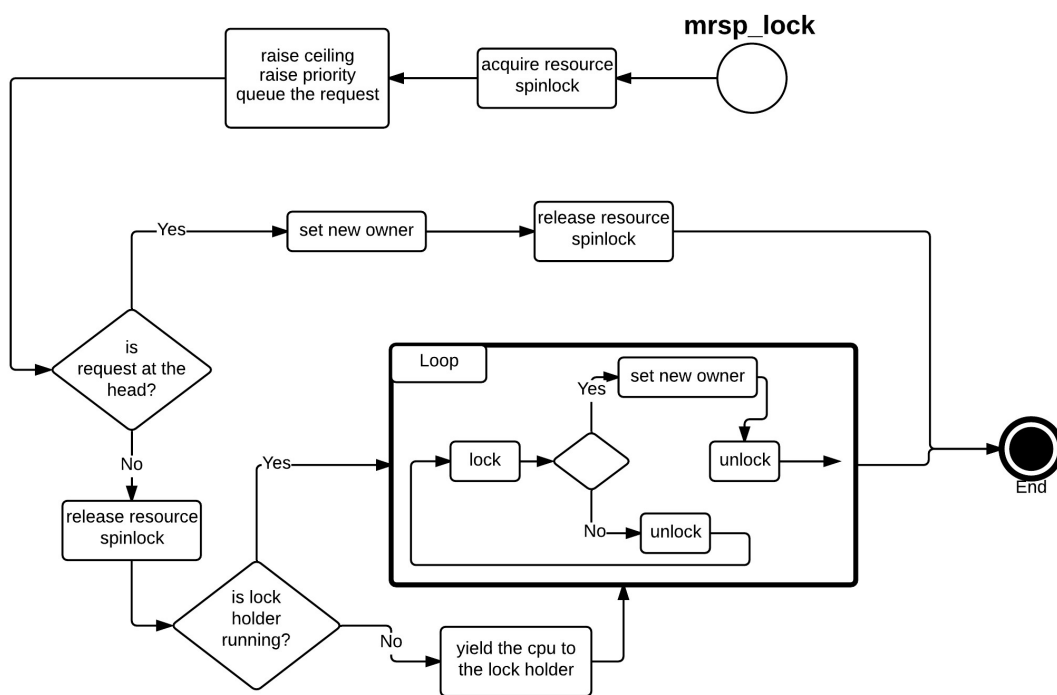 mrsp_lock
acquire resource
spinlock
raise ceiling
raise priority
queue the request
is
request at the
head?
Yes
set new owner
release resource
spinlock
No
release resource
spinlock
is lock
holder
running?
Yes
No
yield the cpu to
the lock holder
Loop
lock
Yes
set new owner
unlock
No
unlock
End